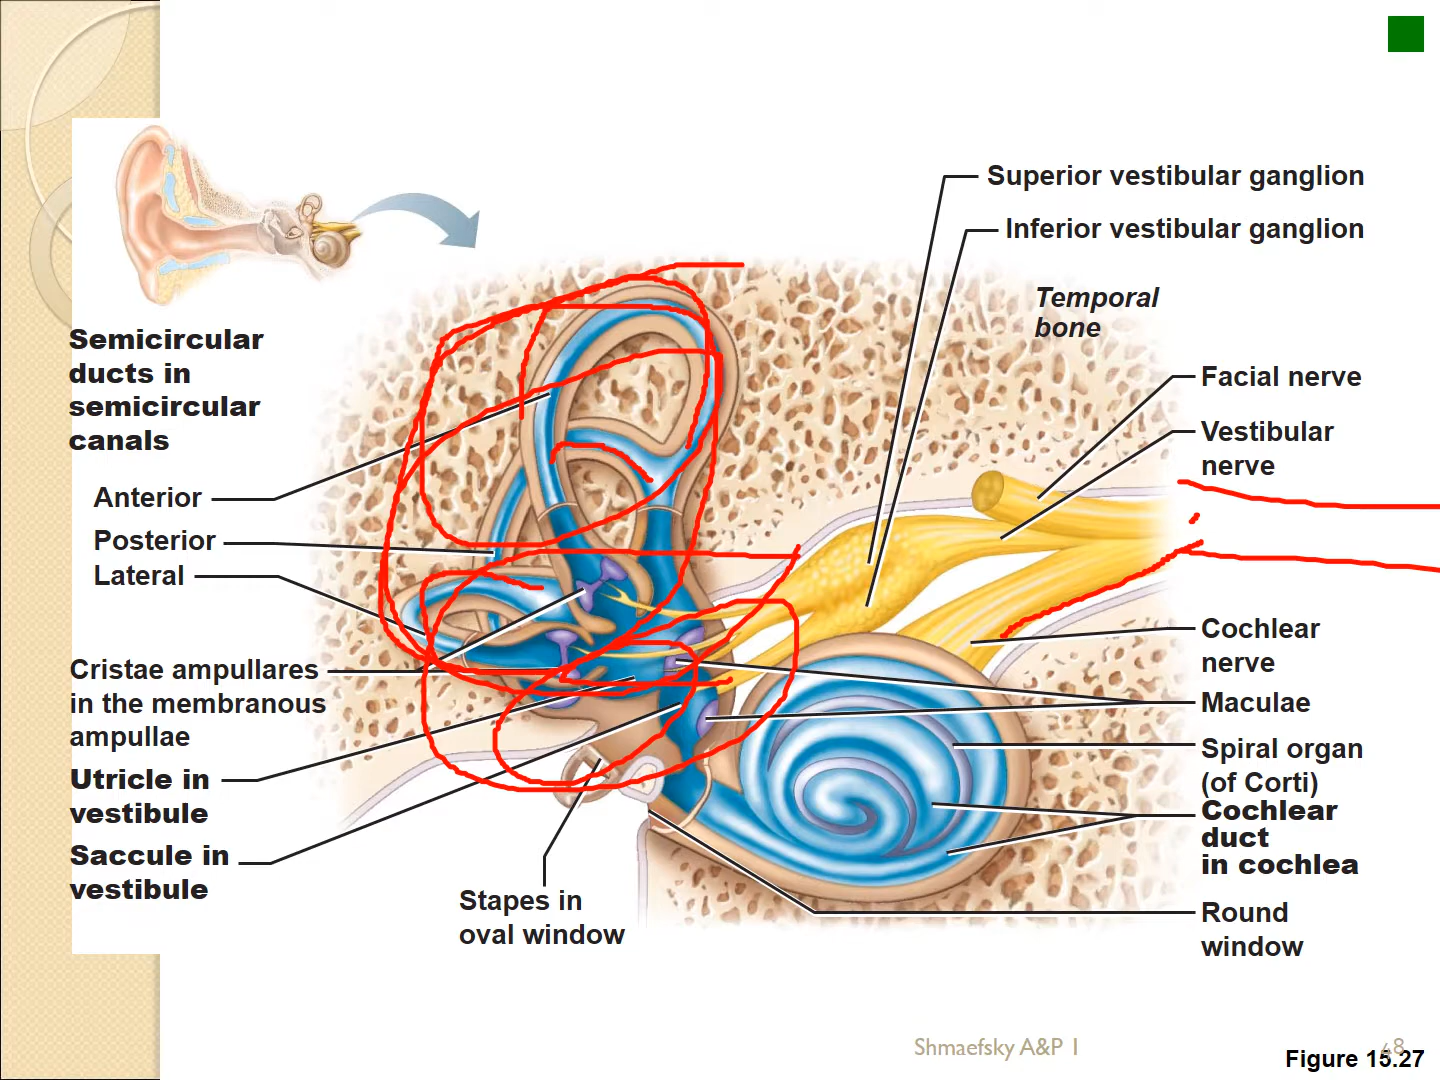 Superior vestibular ganglion
Inferior vestibular ganglion
Temporal
bone
Semicircular
ducts in
semicircular
canals
Facial nerve
Vestibular
nerve
Anterior
Posterior
Lateral
Cristae ampullares
in the membranous
ampullae
Utricle in
vestibule
Saccule in
vestibule
Stapes in
oval window
Cochlear
nerve
Maculae
Spiral organ
(of Corti)
Cochlear
duct
in cochlea
Round
window
Shmaefsky A&P 1
48
Figure 15.27